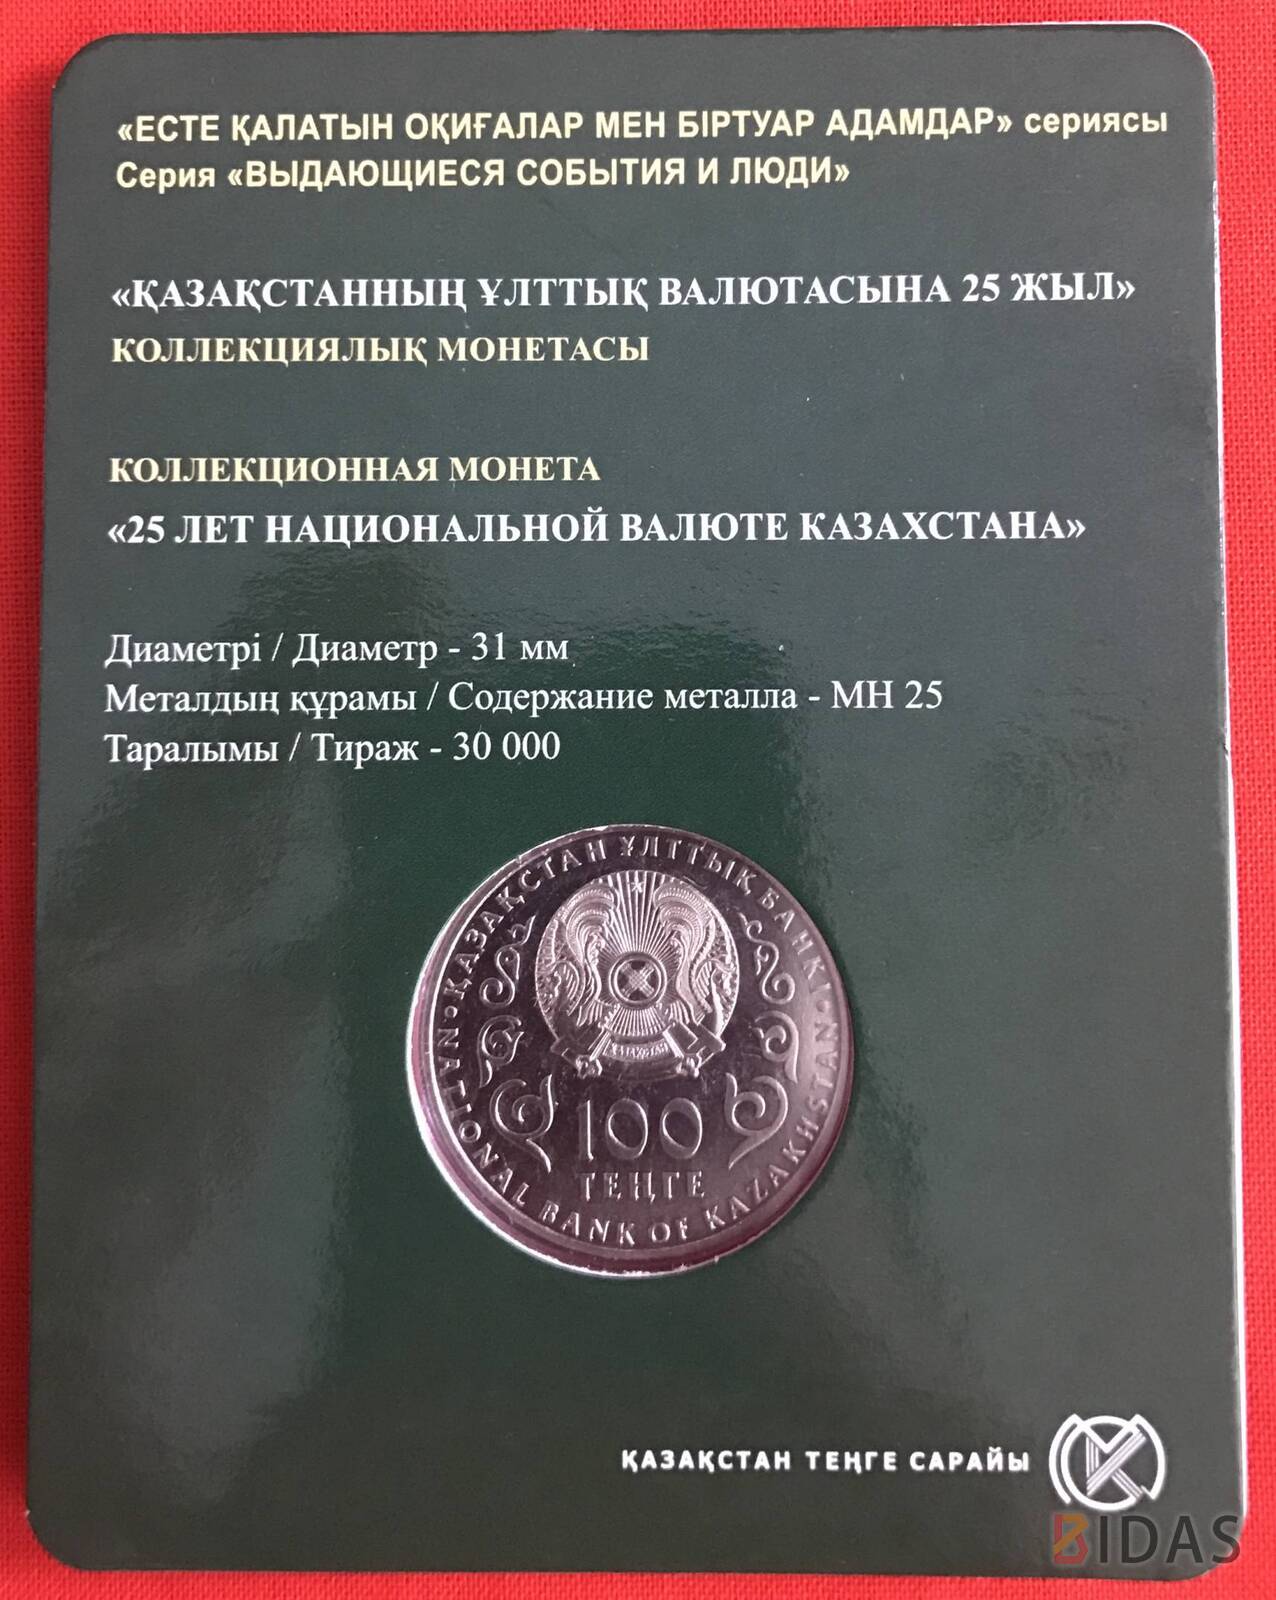 «ЕСТЕ ҚАЛАТЫН ОҚИҒАЛАР МЕН БІРТУАР АДАМДАР» сериясы
Серия «ВЫДАЮЩИЕСЯ СОБЫТИЯ И ЛЮДИ»
«ҚАЗАҚСТАННЫҢ ҰЛТТЫҚ ВАЛЮТАСЫНА 25 ЖЫЛ»
КОЛЛЕКЦИЯЛЫҚ МОНЕТАСЫ
КОЛЛЕКЦИОННАЯ МОНЕТА
«25 ЛЕТ НАЦИОНАЛЬНОЙ ВАЛЮТЕ КАЗАХСТАНА»
Диаметрі / Диаметр - 31 мм
Металдың құрамы / Содержание металла - МН 25
Таралымы / Тираж - 30 000
ҚАЗАҚСТАН ҰЛТТЫҚ БАНКІ
ҚАЗАҚСТАН
100
ТЕҢГЕ
NATIONAL BANK OF KAZAKHSTAN
ҚАЗАҚСТАН ТЕҢГЕ САРАЙЫ
BIDAS